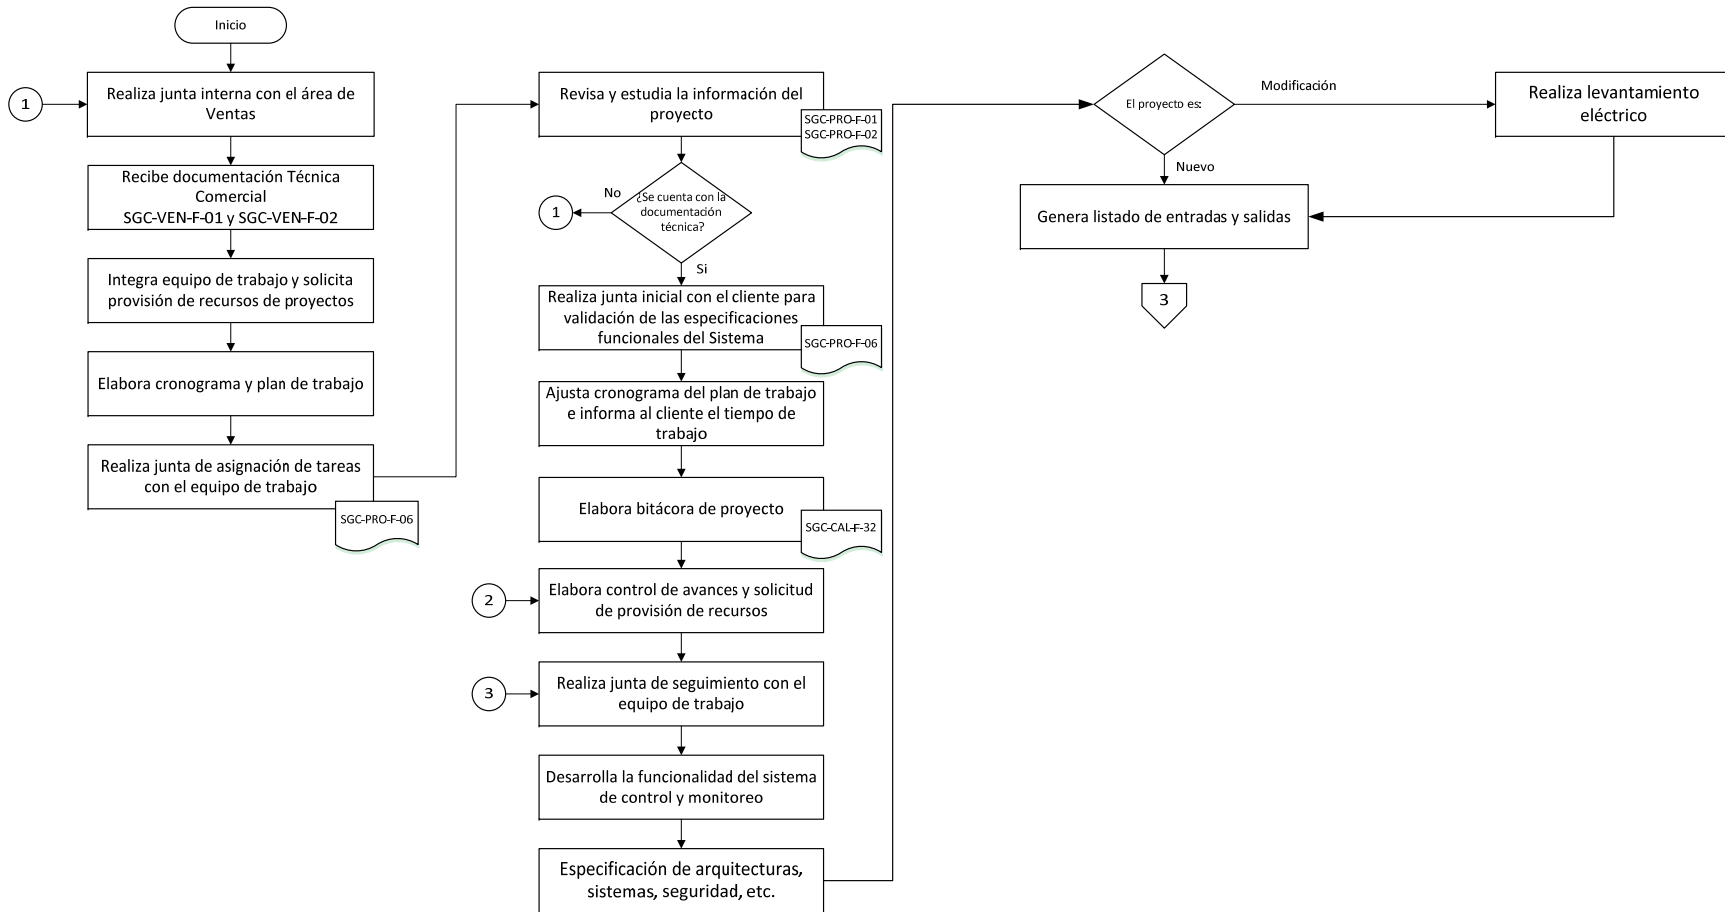 Inicio
1
Realiza junta interna con el área de
Ventas
Recibe documentación Técnica
Comercial
SGC-VEN-F-01 y SGC-VEN-F-02
Integra equipo de trabajo y solicita
provisión de recursos de proyectos
Elabora cronograma y plan de trabajo
Realiza junta de asignación de tareas
con el equipo de trabajo
SGC-PRO-F-06
Revisa y estudia la información del
proyecto
SGC-PRO-F-01
SGC-PRO-F-02
¿Se cuenta con la
documentación
técnica?
No
1
Si
Realiza junta inicial con el cliente para
validación de las especificaciones
funcionales del Sistema
SGC-PRO-F-06
Ajusta cronograma del plan de trabajo
e informa al cliente el tiempo de
trabajo
Elabora bitácora de proyecto
SGC-CAL-F-32
2
Elabora control de avances y solicitud
de provisión de recursos
3
Realiza junta de seguimiento con el
equipo de trabajo
Desarrolla la funcionalidad del sistema
de control y monitoreo
Especificación de arquitecturas,
sistemas, seguridad, etc.
El proyecto es:
Modificación
Realiza levantamiento
eléctrico
Nuevo
Genera listado de entradas y salidas
3